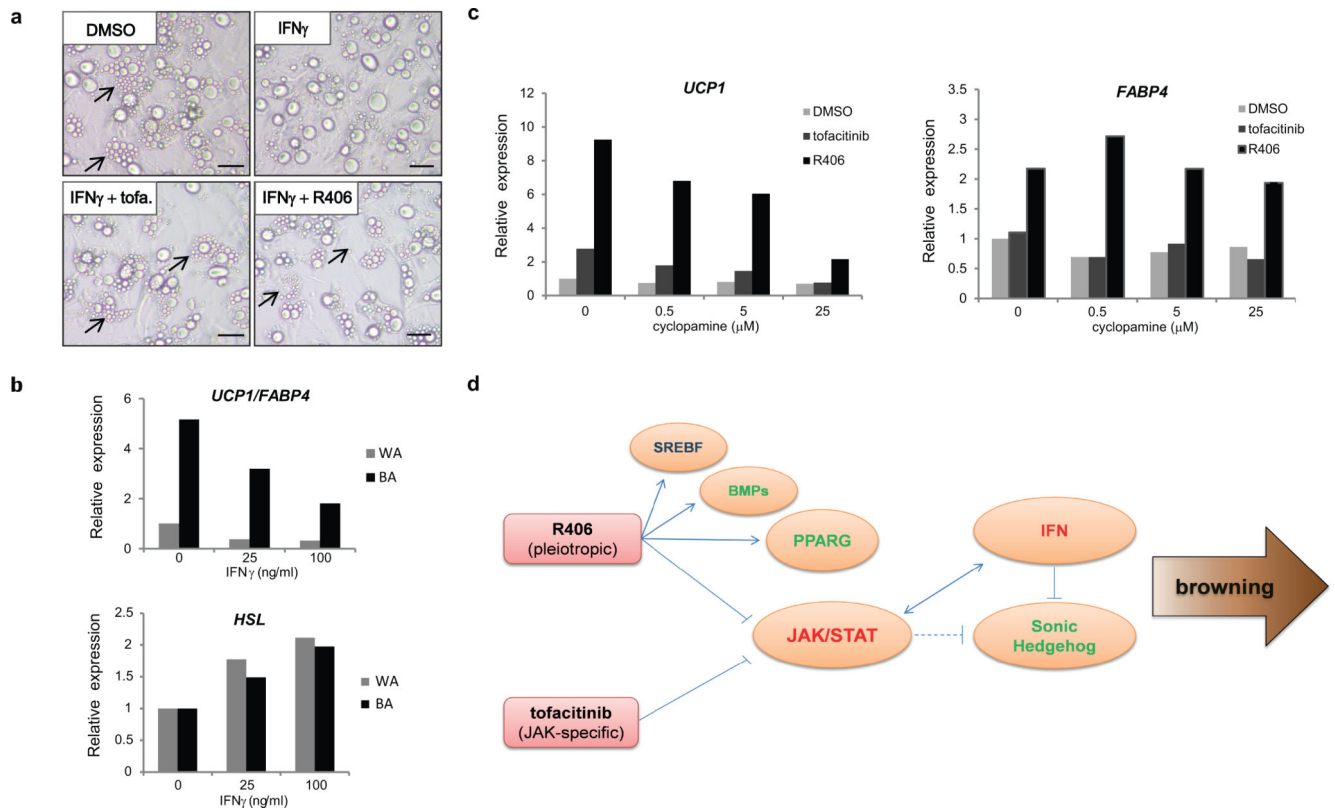 a
DMSO
IFNγ
IFNγ + tofa.
IFNγ + R406
b
UCP1/FABP4
Relative expression
6
4
2
0
0
25
100
IFNγ (ng/ml)
WA
BA
HSL
Relative expression
2.5
2
1.5
1
0.5
0
0
25
100
IFNγ (ng/ml)
WA
BA
c
UCP1
Relative expression
12
10
8
6
4
2
0
0
0.5
5
25
cyclopamine (μM)
DMSO
tofacitinib
R406
FABP4
Relative expression
3.5
3
2.5
2
1.5
1
0.5
0
0
0.5
5
25
cyclopamine (μM)
DMSO
tofacitinib
R406
d
SREBF
BMPs
R406
(pleiotropic)
PPARG
IFN
browning
JAK/STAT
Sonic
Hedgehog
tofacitinib
(JAK-specific)